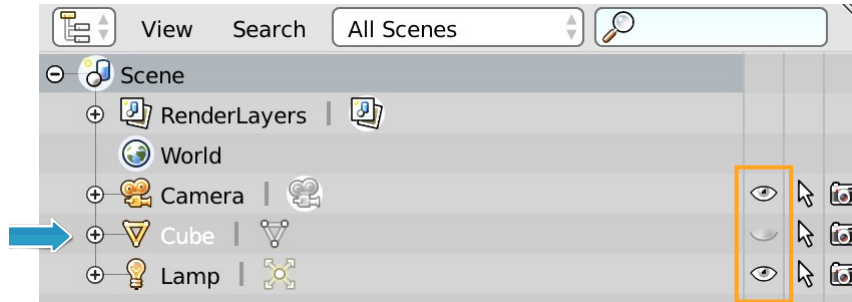 View Search All Scenes
Scene
RenderLayers
World
Camera
Cube
Lamp